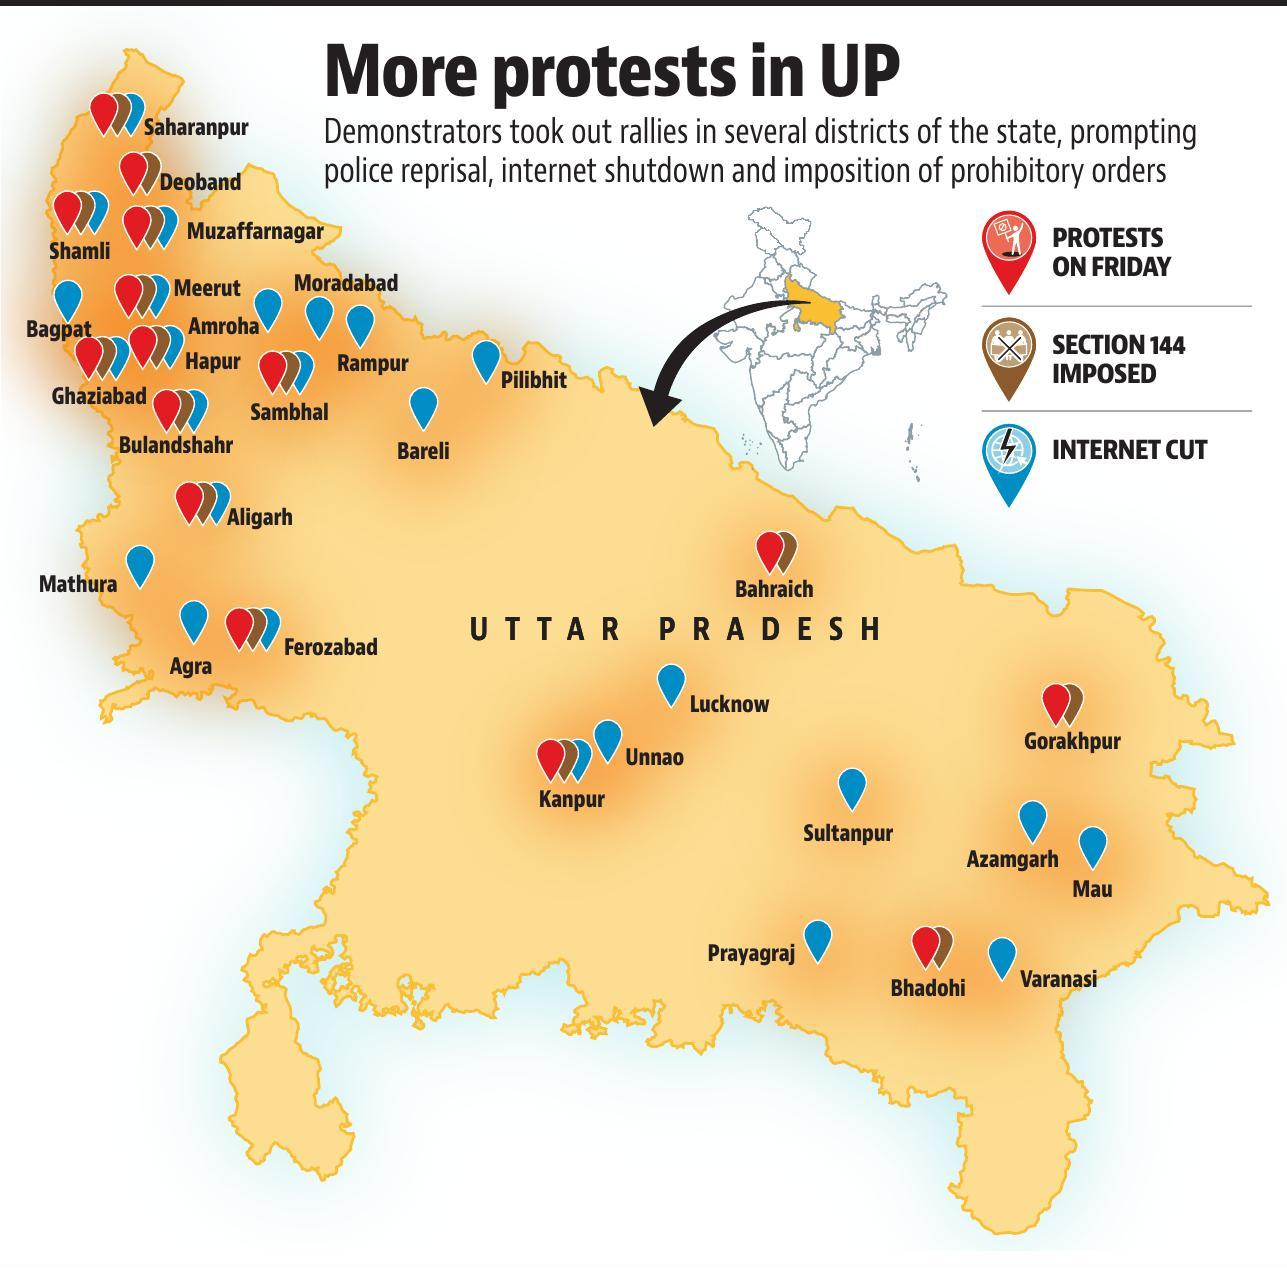 More protests in UP
Demonstrators took out rallies in several districts of the state, prompting
police reprisal, internet shutdown and imposition of prohibitory orders
PROTESTS
ON FRIDAY
SECTION 144
IMPOSED
INTERNET CUT
Saharanpur
Deoband
Shamli
Muzaffarnagar
Meerut
Moradabad
Bagpat
Amroha
Hapur
Rampur
Ghaziabad
Sambhal
Pilibhit
Bulandshahr
Bareli
Aligarh
Mathura
Bahraich
UTTAR PRADESH
Agra
Ferozabad
Lucknow
Unnao
Kanpur
Gorakhpur
Sultanpur
Azamgarh
Mau
Prayagraj
Bhadohi
Varanasi